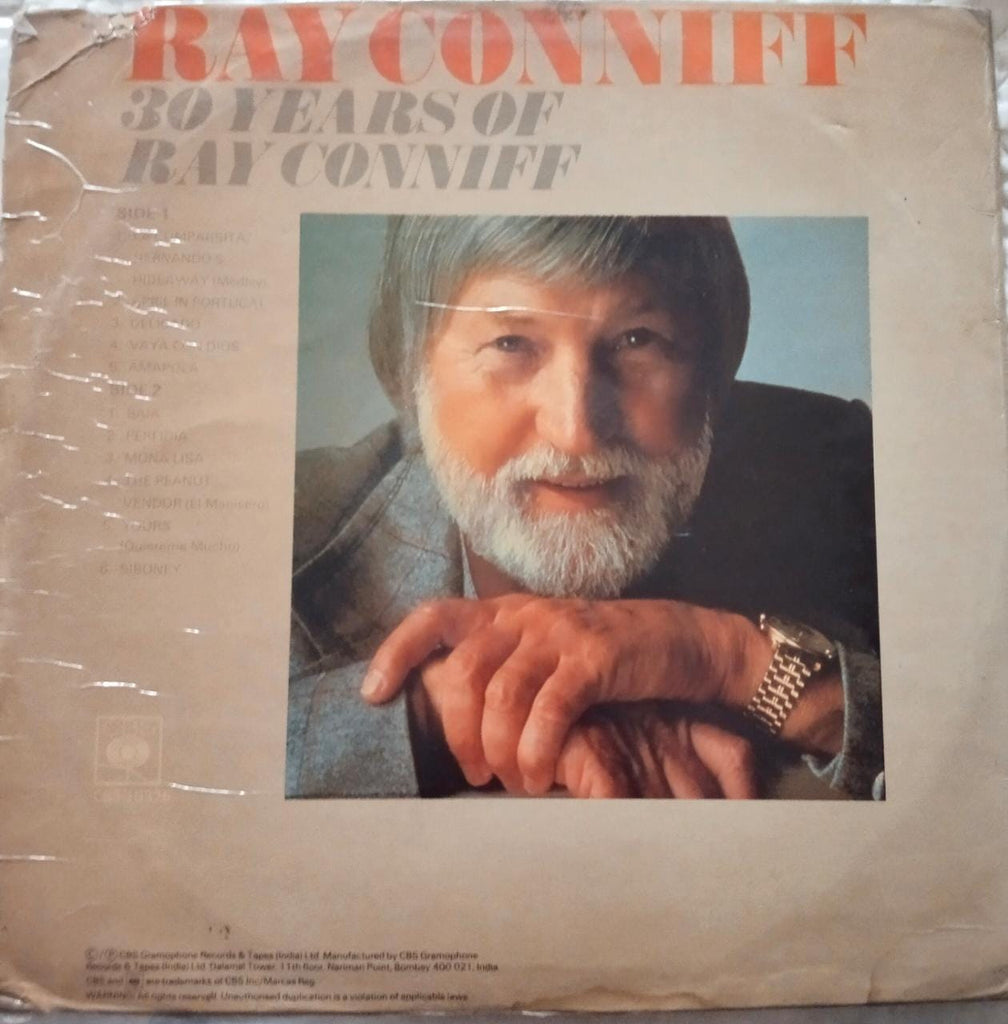 RAY CONNIFF
30 YEARS OF
RAY CONNIFF
SIDE 1
HERNANDO'S
HIDEAWAY (Medley)
APRIL IN PORTUGAL
3. DELICADO
4. VAYA CON DIOS
5. AMAPOLA
SIDE 2
1. BAIA
2. PERFIDIA
3. MONA LISA
4. THE PEANUT
VENDOR (El Manisero)
5. YOURS
(Quiereme Mucho)
6. SIBONEY
©/℗ CBS Gramophone Records & Tapes (India) Ltd. Manufactured by CBS Gramophone
Records & Tapes (India) Ltd. Dalamal Tower, 11th floor, Nariman Point, Bombay 400 021, India.
CBS and are trademarks of CBS Inc/Marcas Reg.
WARNING: All rights reserved. Unauthorised duplication is a violation of applicable laws.